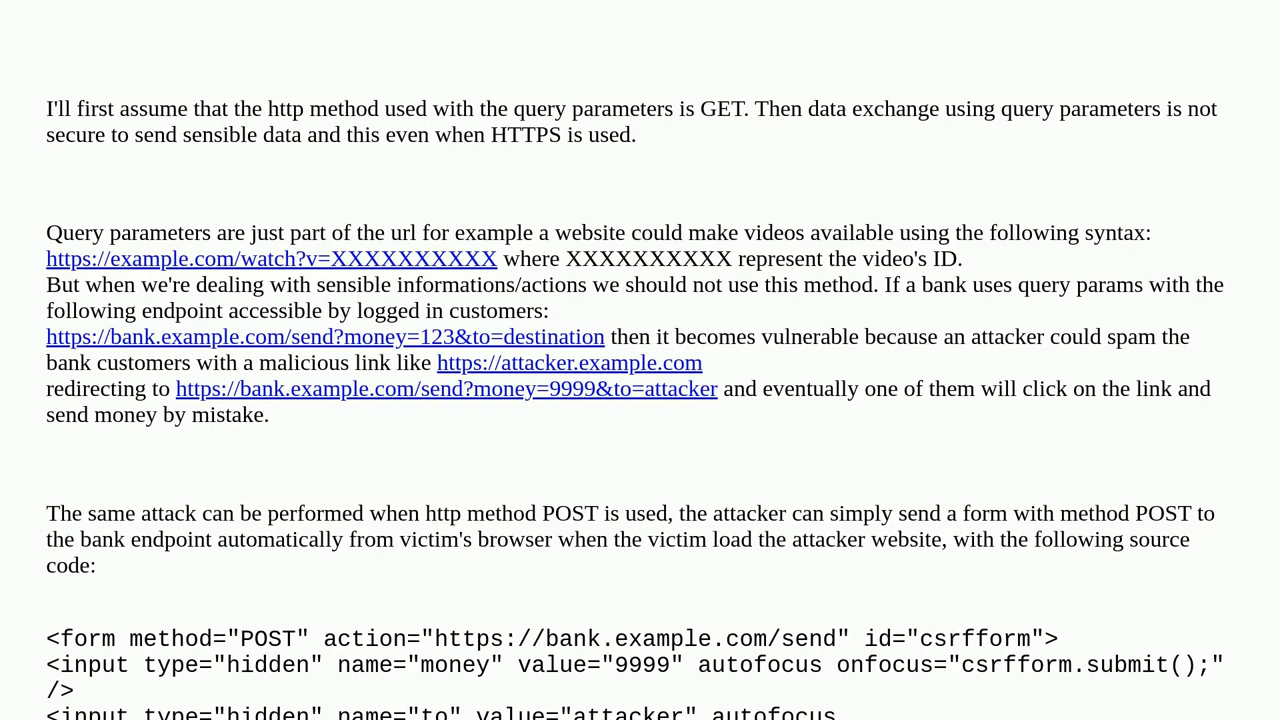 I'll first assume that the http method used with the query parameters is GET. Then data exchange using query parameters is not
secure to send sensible data and this even when HTTPS is used.
Query parameters are just part of the url for example a website could make videos available using the following syntax:
https://example.com/watch?v=XXXXXXXXXX where XXXXXXXXXX represent the video's ID.
But when we're dealing with sensible informations/actions we should not use this method. If a bank uses query params with the
following endpoint accessible by logged in customers:
https://bank.example.com/send?money=123&to=destination then it becomes vulnerable because an attacker could spam the
bank customers with a malicious link like https://attacker.example.com
redirecting to https://bank.example.com/send?money=9999&to=attacker and eventually one of them will click on the link and
send money by mistake.
The same attack can be performed when http method POST is used, the attacker can simply send a form with method POST to
the bank endpoint automatically from victim's browser when the victim load the attacker website, with the following source
code:
<form method="POST" action="https://bank.example.com/send" id="csrfform">
<input type="hidden" name="money" value="9999" autofocus onfocus="csrfform.submit();"
/>
<input type="hidden" name="to" value="attacker" autofocus